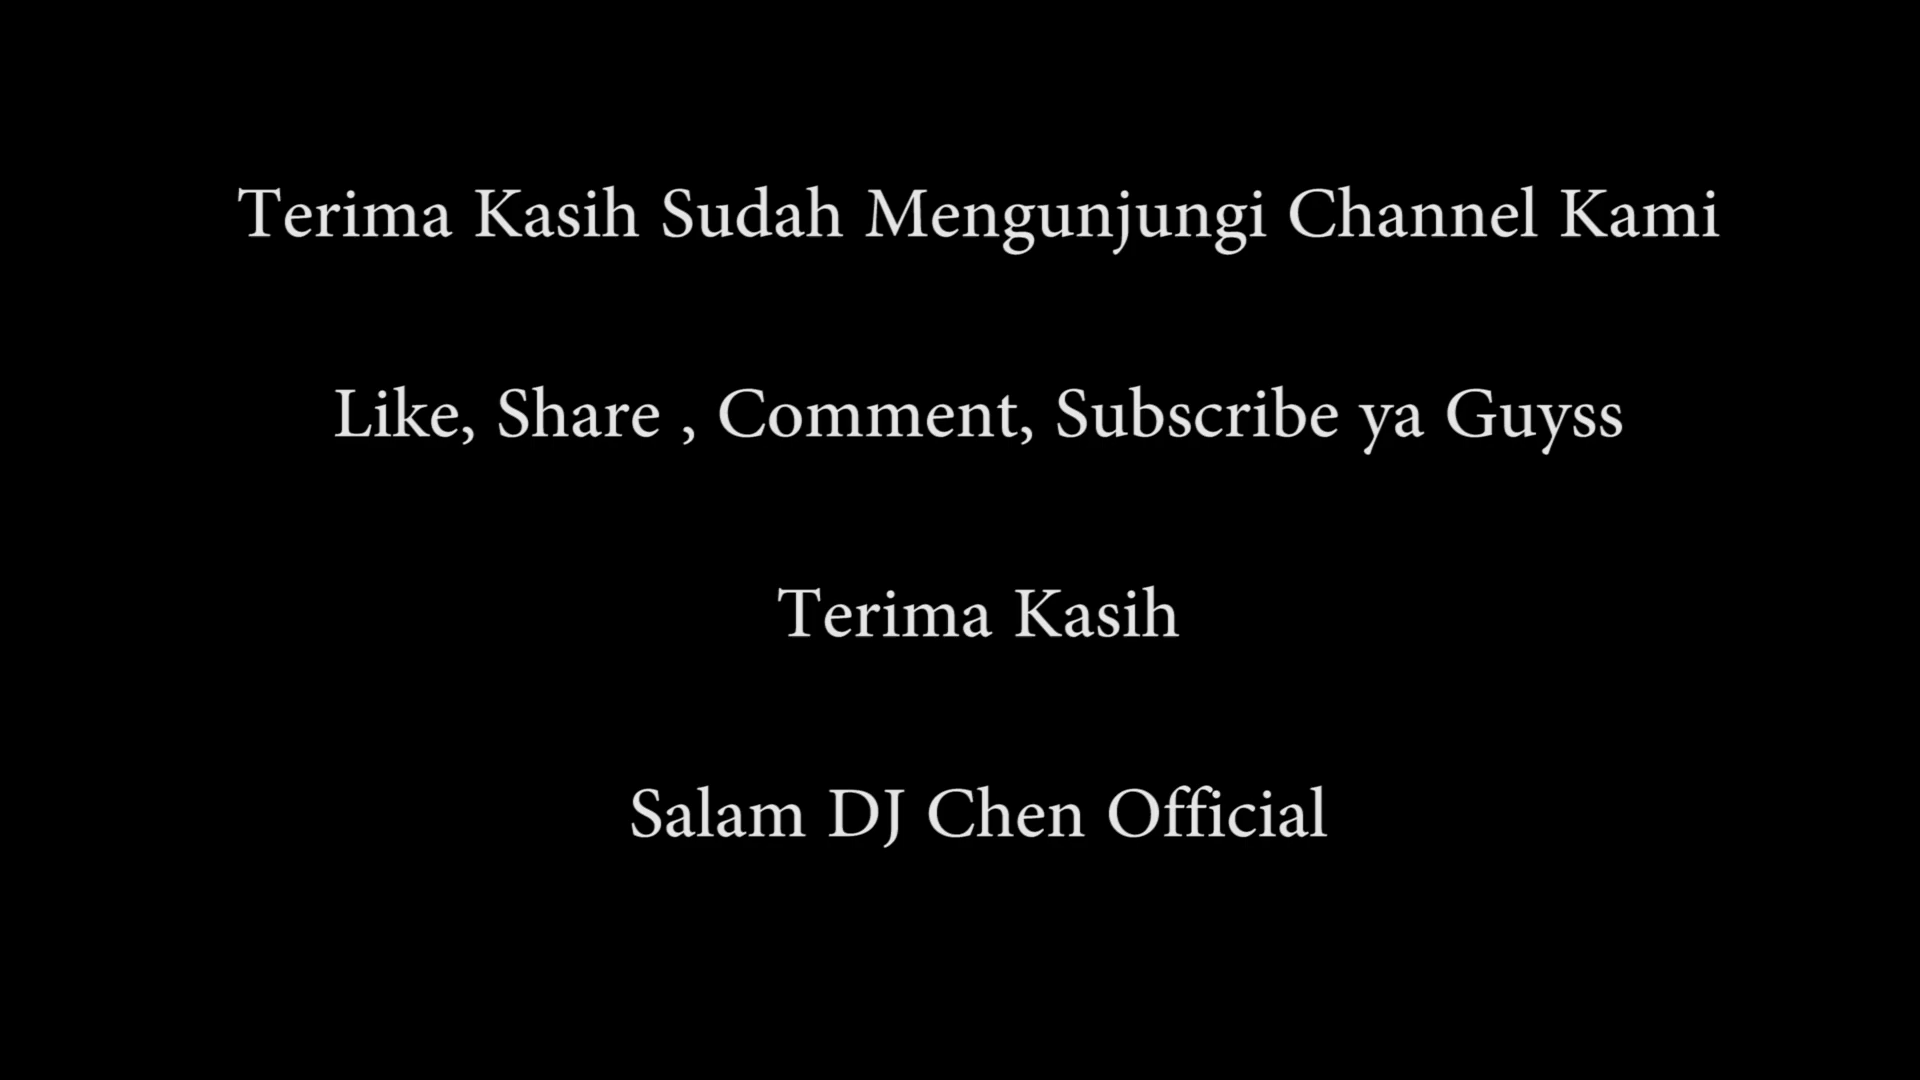 Terima Kasih Sudah Mengunjungi Channel Kami
Like, Share , Comment, Subscribe ya Guyss
Terima Kasih
Salam DJ Chen Official